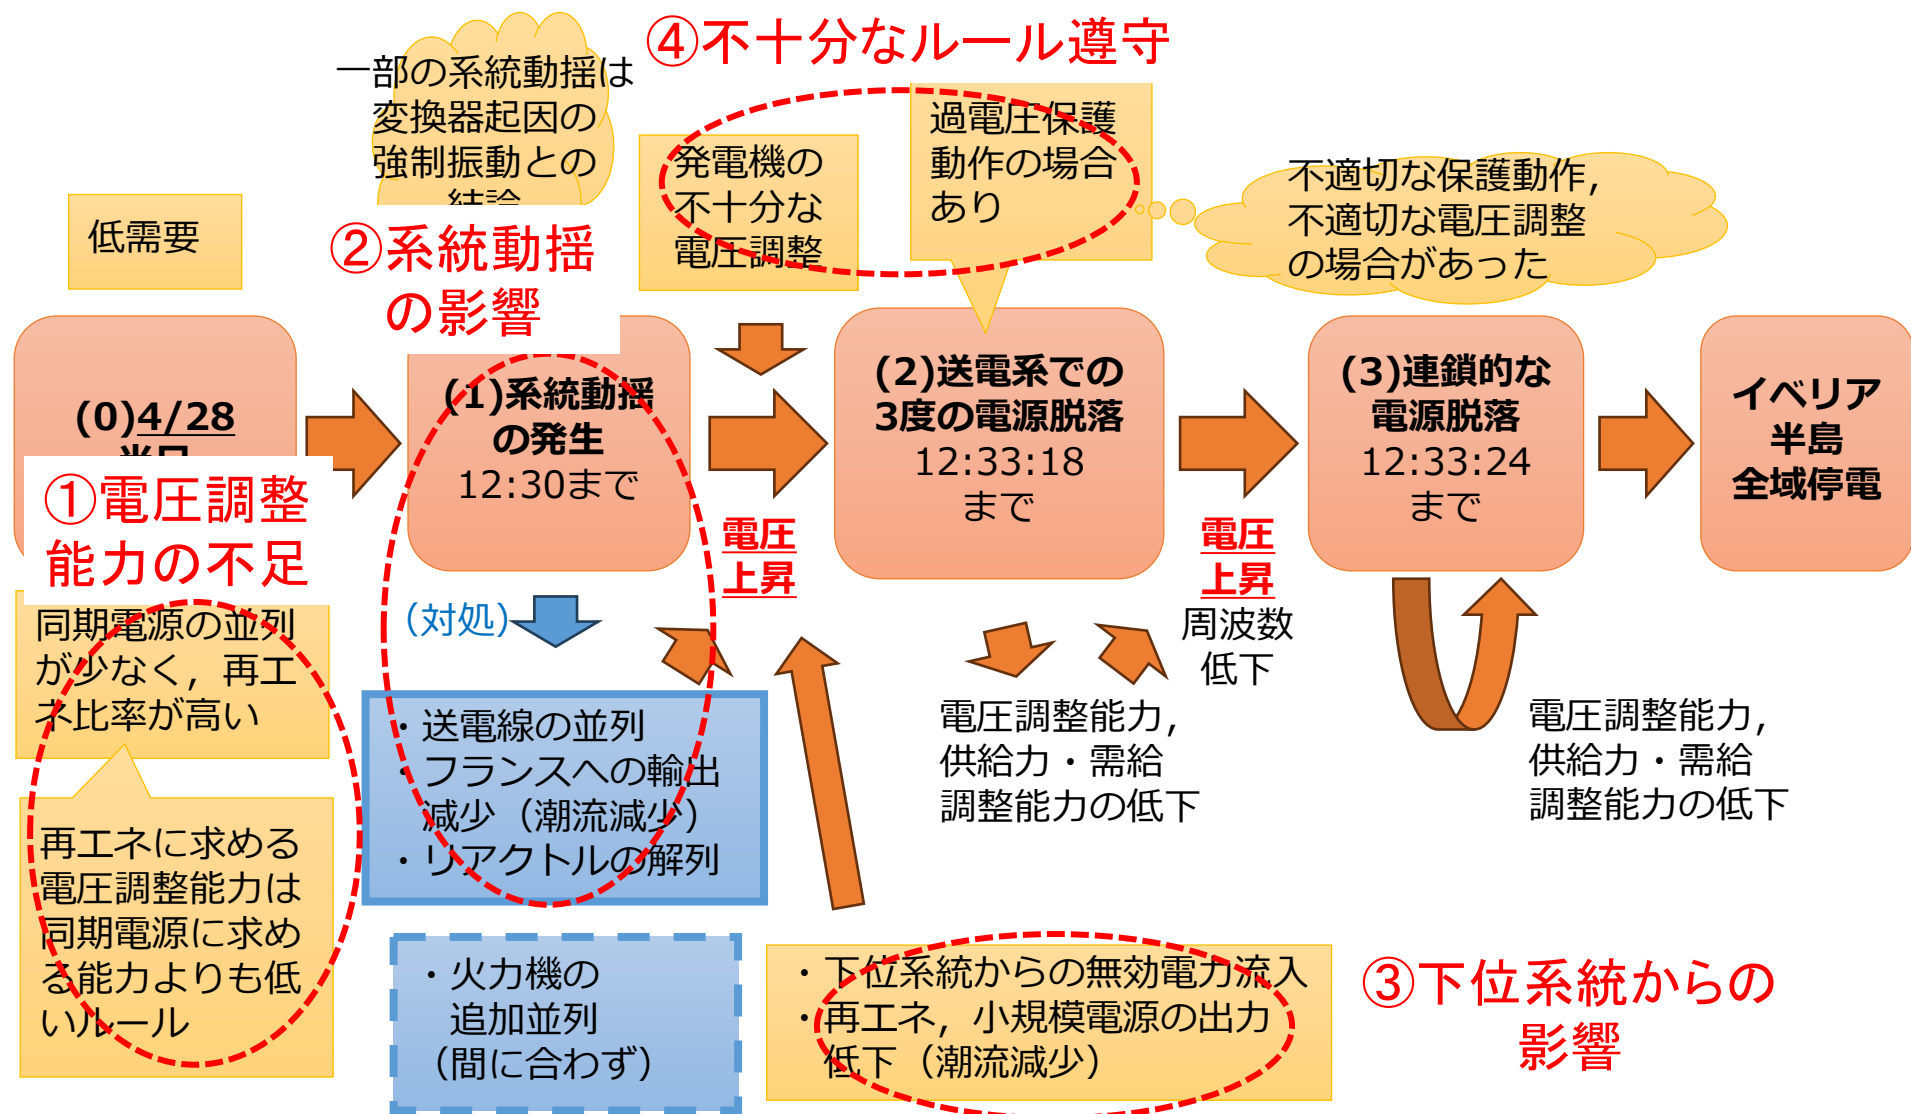 ④不十分なルール遵守
一部の系統動揺は
変換器起因の
強制振動との
結論
発電機の
不十分な
電圧調整
過電圧保護
動作の場合
あり
不適切な保護動作，
不適切な電圧調整
の場合があった
低需要
②系統動揺
の影響
(0)4/28
当日
①電圧調整
能力の不足
(1)系統動揺
の発生
12:30まで
電圧
上昇
(2)送電系での
3度の電源脱落
12:33:18
まで
電圧
上昇
周波数
低下
(3)連鎖的な
電源脱落
12:33:24
まで
イベリア
半島
全域停電
同期電源の並列
が少なく，再エ
ネ比率が高い
再エネに求める
電圧調整能力は
同期電源に求め
る能力よりも低
いルール
（対処）
・送電線の並列
・フランスへの輸出
減少（潮流減少）
・リアクトルの解列
・火力機の
追加並列
（間に合わず）
電圧調整能力，
供給力・需給
調整能力の低下
電圧調整能力，
供給力・需給
調整能力の低下
・下位系統からの無効電力流入
・再エネ，小規模電源の出力
低下（潮流減少）
③下位系統からの
影響